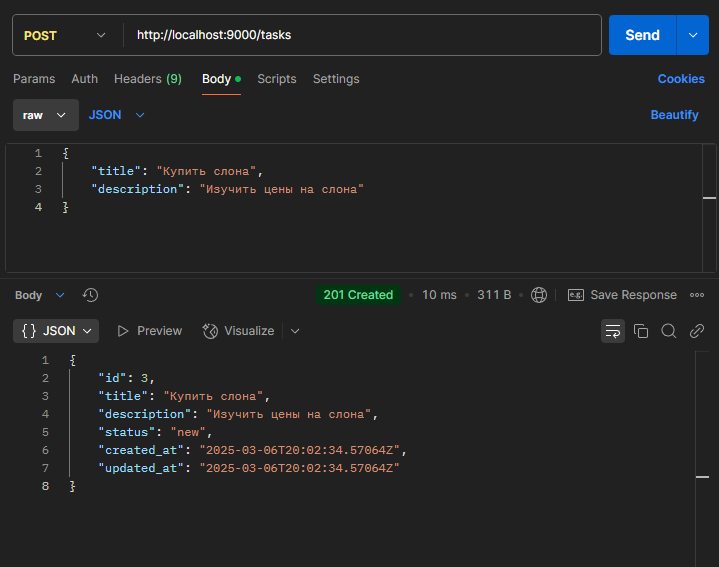 POST http://localhost:9000/tasks Send
Params Auth Headers (9) Body Scripts Settings Cookies
raw JSON Beautify
1 {
2 "title": "Купить слона",
3 "description": "Изучить цены на слона"
4 }
Body 201 Created 10 ms 311 B e.g. Save Response
{} JSON Preview Visualize
1 {
2 "id": 3,
3 "title": "Купить слона",
4 "description": "Изучить цены на слона",
5 "status": "new",
6 "created_at": "2025-03-06T20:02:34.57064Z",
7 "updated_at": "2025-03-06T20:02:34.57064Z"
8 }